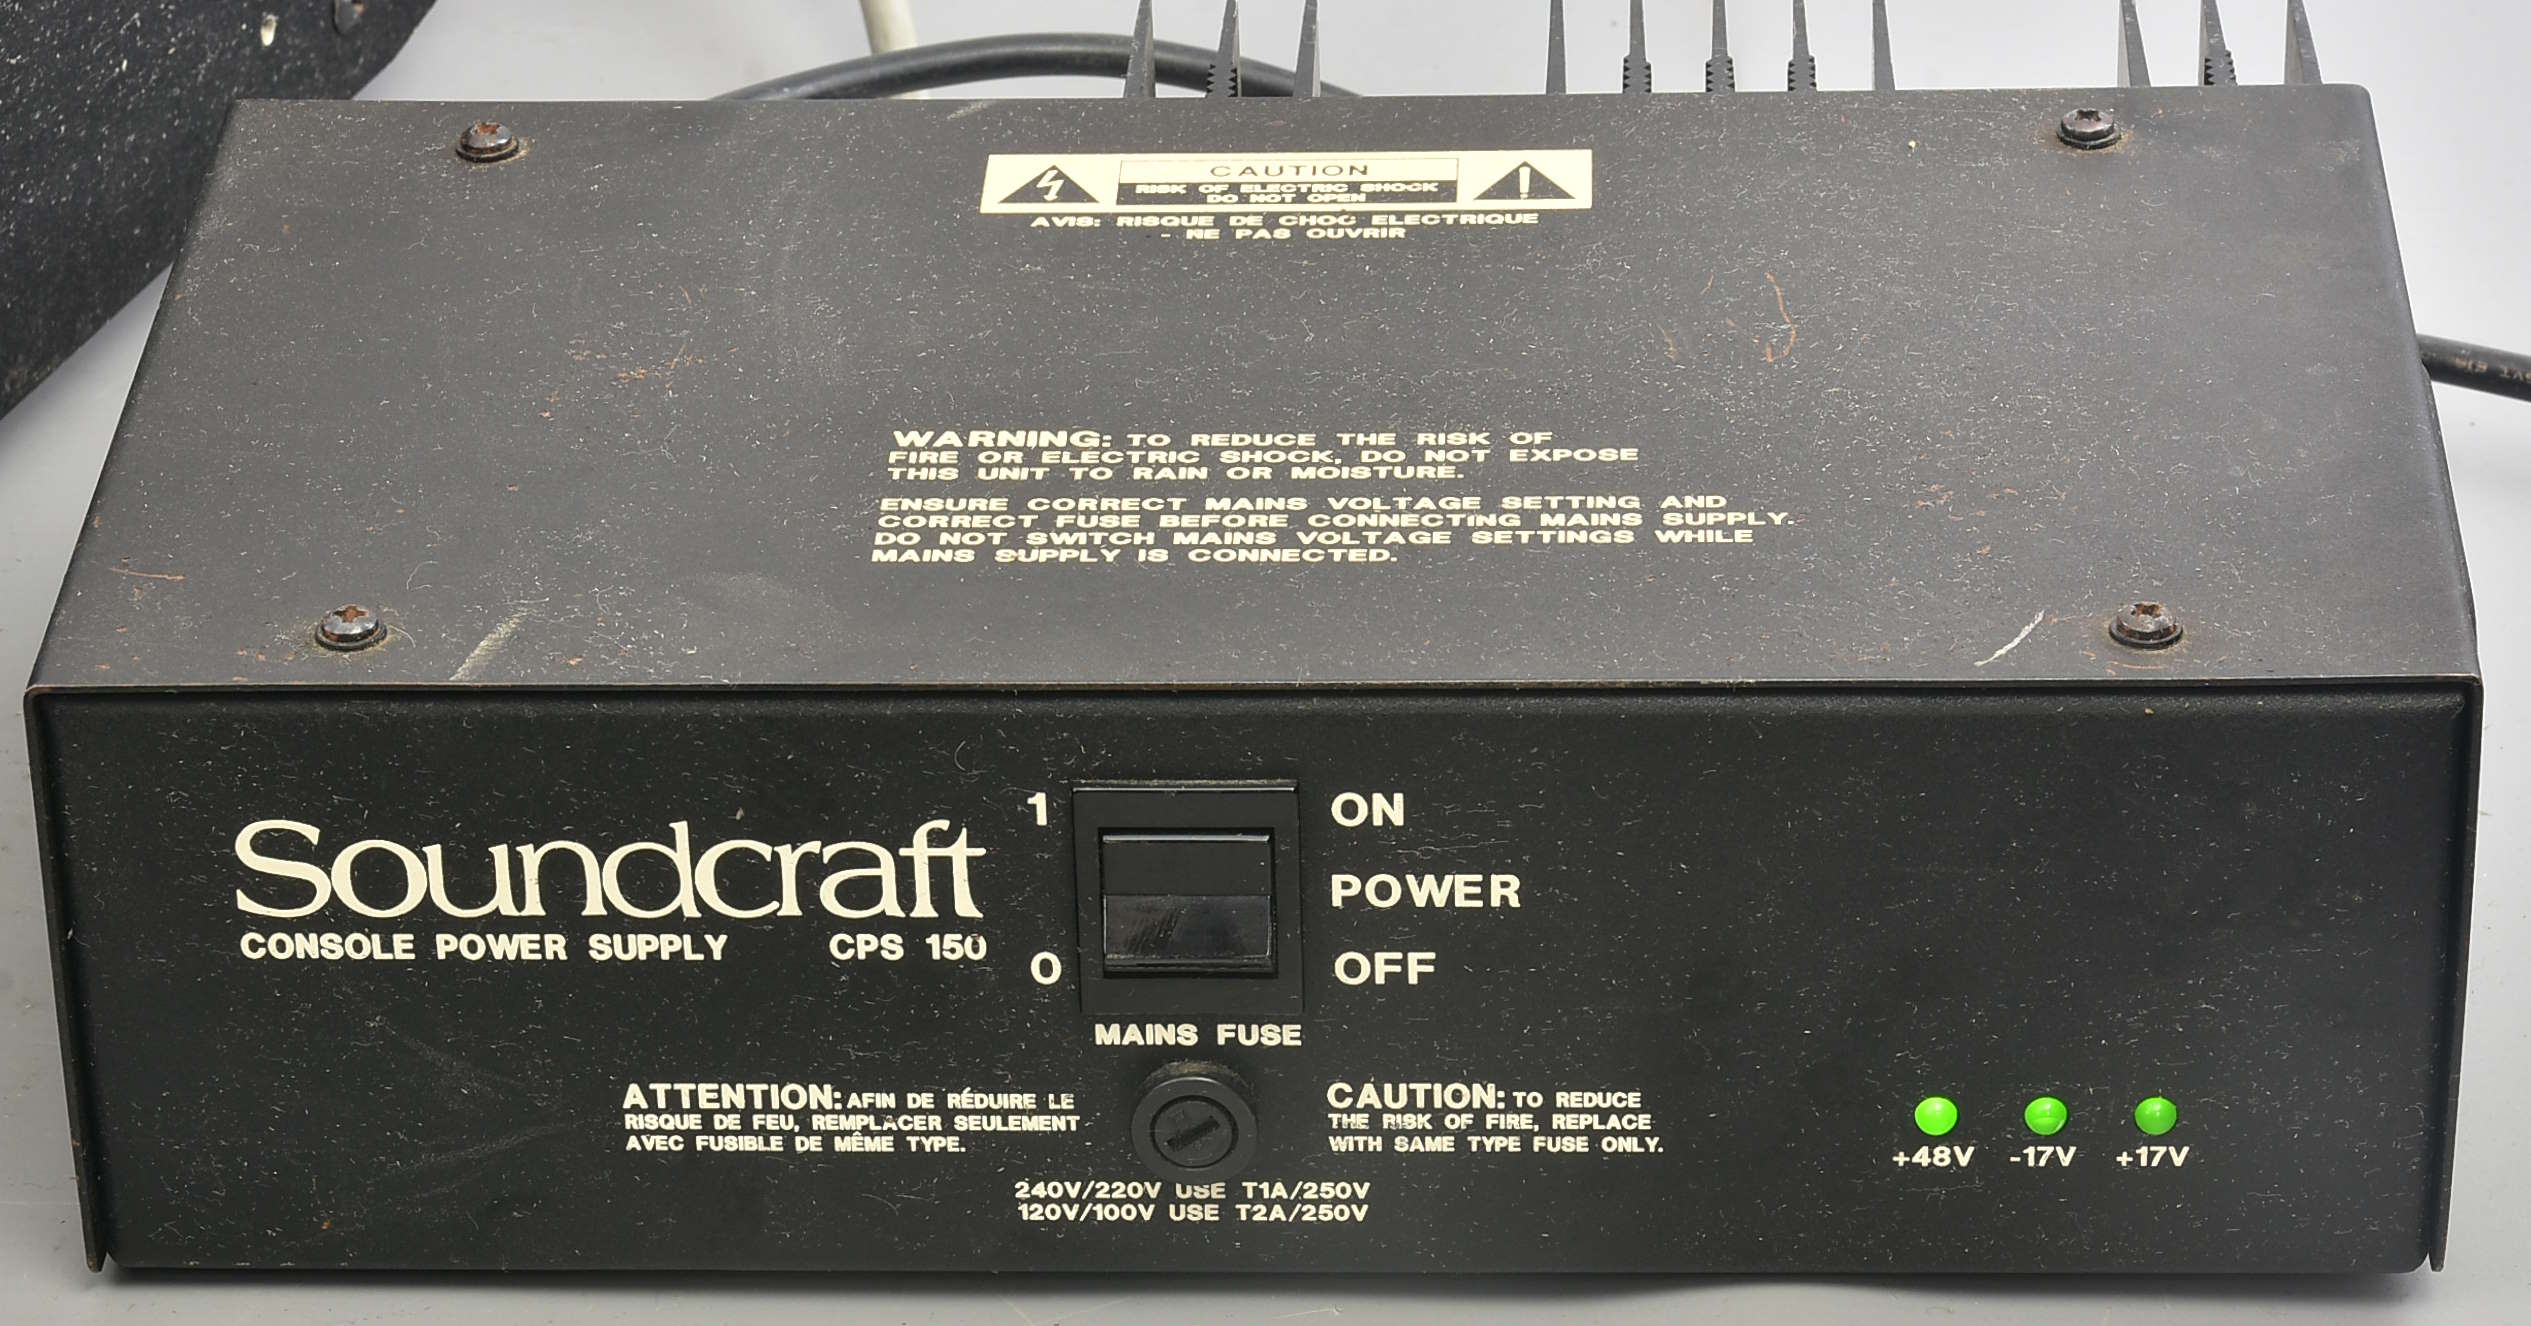 CAUTION
RISK OF ELECTRIC SHOCK
DO NOT OPEN
AVIS: RISQUE DE CHOC ELECTRIQUE
- NE PAS OUVRIR
WARNING: TO REDUCE THE RISK OF
FIRE OR ELECTRIC SHOCK, DO NOT EXPOSE
THIS UNIT TO RAIN OR MOISTURE.
ENSURE CORRECT MAINS VOLTAGE SETTING AND
CORRECT FUSE BEFORE CONNECTING MAINS SUPPLY.
DO NOT SWITCH MAINS VOLTAGE SETTINGS WHILE
MAINS SUPPLY IS CONNECTED.
Soundcraft
CONSOLE POWER SUPPLY CPS 150
1 ON
POWER
0 OFF
MAINS FUSE
ATTENTION: AFIN DE RÉDUIRE LE
RISQUE DE FEU, REMPLACER SEULEMENT
AVEC FUSIBLE DE MÊME TYPE.
CAUTION: TO REDUCE
THE RISK OF FIRE, REPLACE
WITH SAME TYPE FUSE ONLY.
240V/220V USE T1A/250V
120V/100V USE T2A/250V
+48V -17V +17V